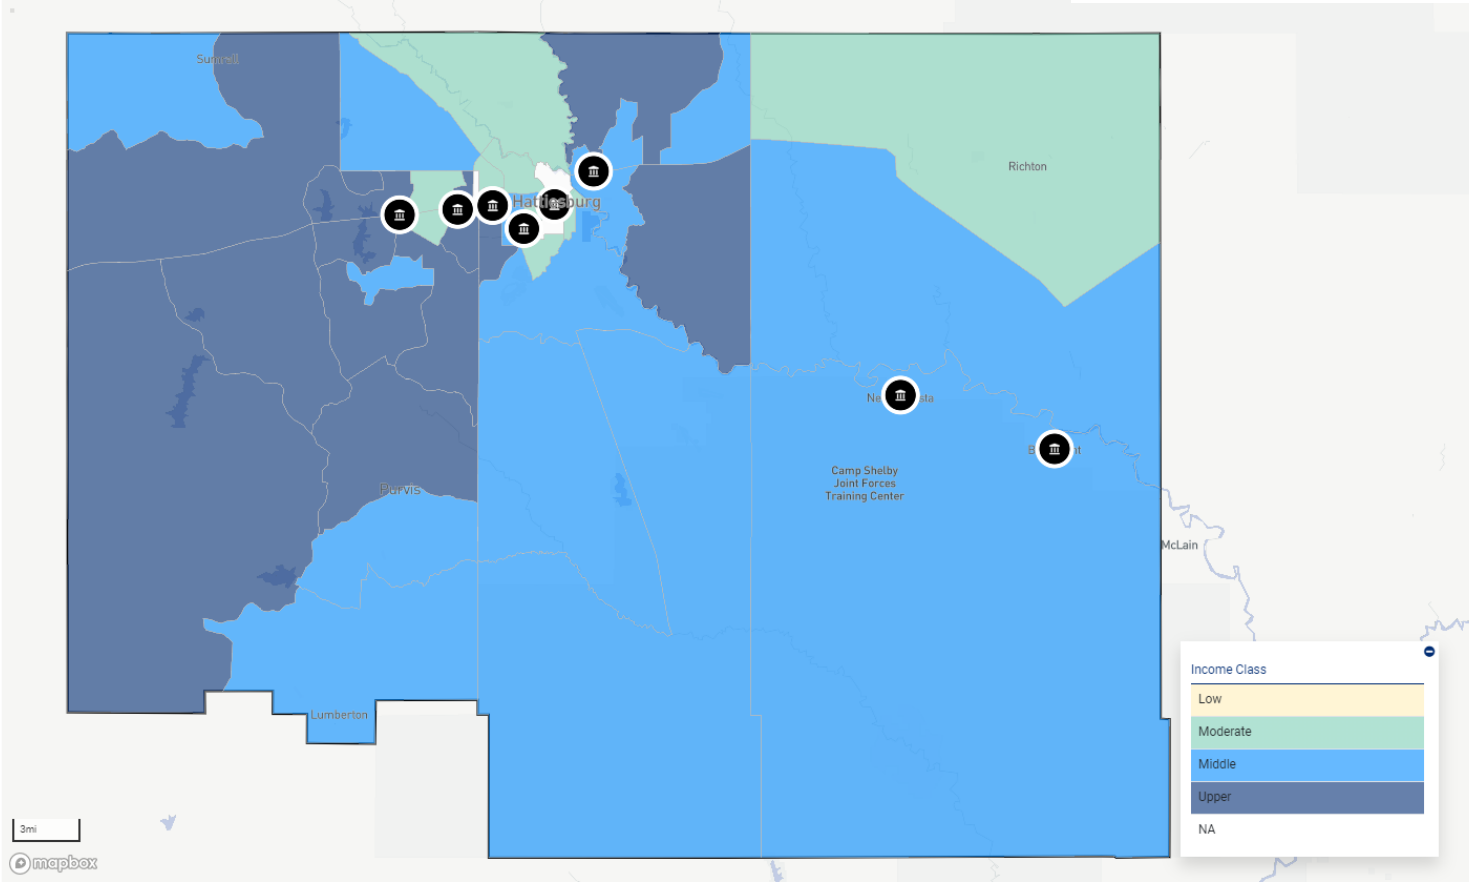 Sumrall
Richton
Hattiesburg
Camp Shelby
Joint Forces
Training Center
Purvis
McLain
Lumberton
Income Class
Low
Moderate
Middle
Upper
NA
3mi
mapbox